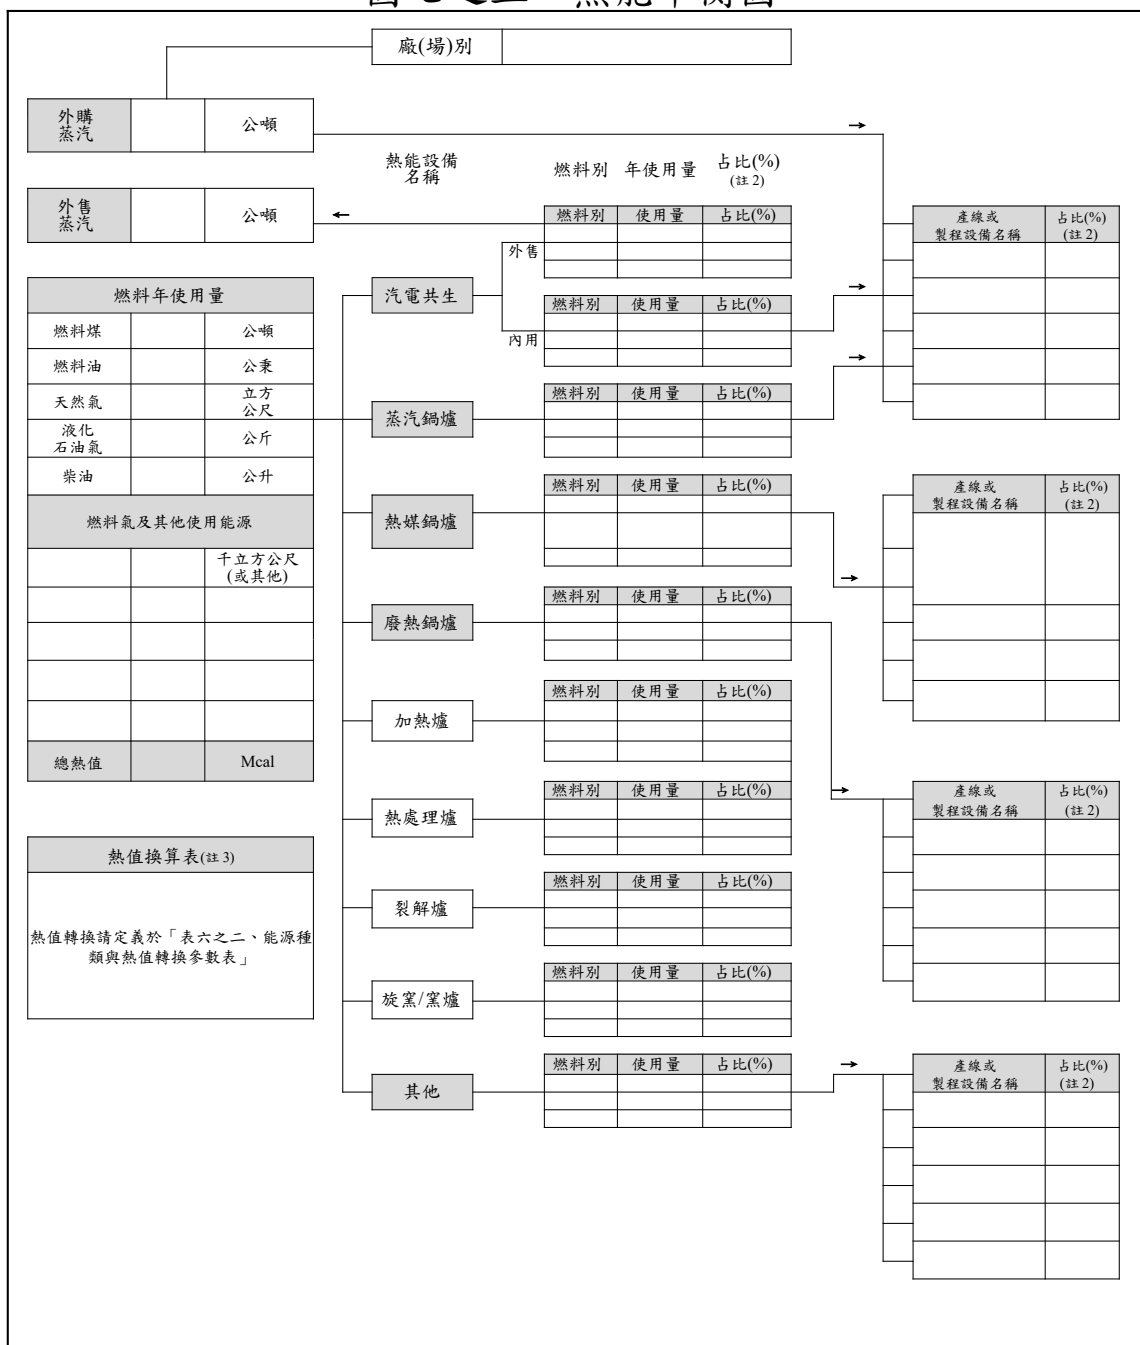 圖七之二 熱能平衡圖
廠(場)別
外購
蒸汽
公噸
外售
蒸汽
公噸
熱能設備
名稱
燃料別 年使用量 占比(%)
(註 2)
燃料年使用量
燃料煤 公噸
燃料油 公秉
天然氣 立方
公尺
液化
石油氣 公斤
柴油 公升
燃料氣及其他使用能源
千立方公尺
(或其他)
總熱值 Mcal
熱值換算表(註 3)
熱值轉換請定義於「表六之二、能源種
類與熱值轉換參數表」
燃料別 使用量 占比(%)
外售
汽電共生
燃料別 使用量 占比(%)
內用
燃料別 使用量 占比(%)
蒸汽鍋爐
燃料別 使用量 占比(%)
熱媒鍋爐
燃料別 使用量 占比(%)
廢熱鍋爐
燃料別 使用量 占比(%)
加熱爐
燃料別 使用量 占比(%)
熱處理爐
燃料別 使用量 占比(%)
裂解爐
燃料別 使用量 占比(%)
旋窯/窯爐
燃料別 使用量 占比(%)
其他
產線或
製程設備名稱
占比(%)
(註 2)
產線或
製程設備名稱
占比(%)
(註 2)
產線或
製程設備名稱
占比(%)
(註 2)
產線或
製程設備名稱
占比(%)
(註 2)